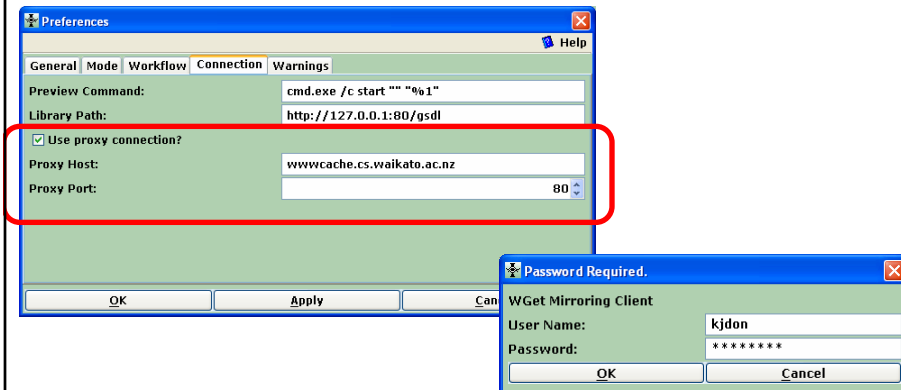 Preferences
Help
General Mode Workflow Connection Warnings
Preview Command: cmd.exe /c start "" "%1"
Library Path: http://127.0.0.1:80/gsdl
Use proxy connection?
Proxy Host: wwwcache.cs.waikato.ac.nz
Proxy Port: 80
OK Apply Can
Password Required.
WGet Mirroring Client
User Name: kjdon
Password: ********
OK Cancel